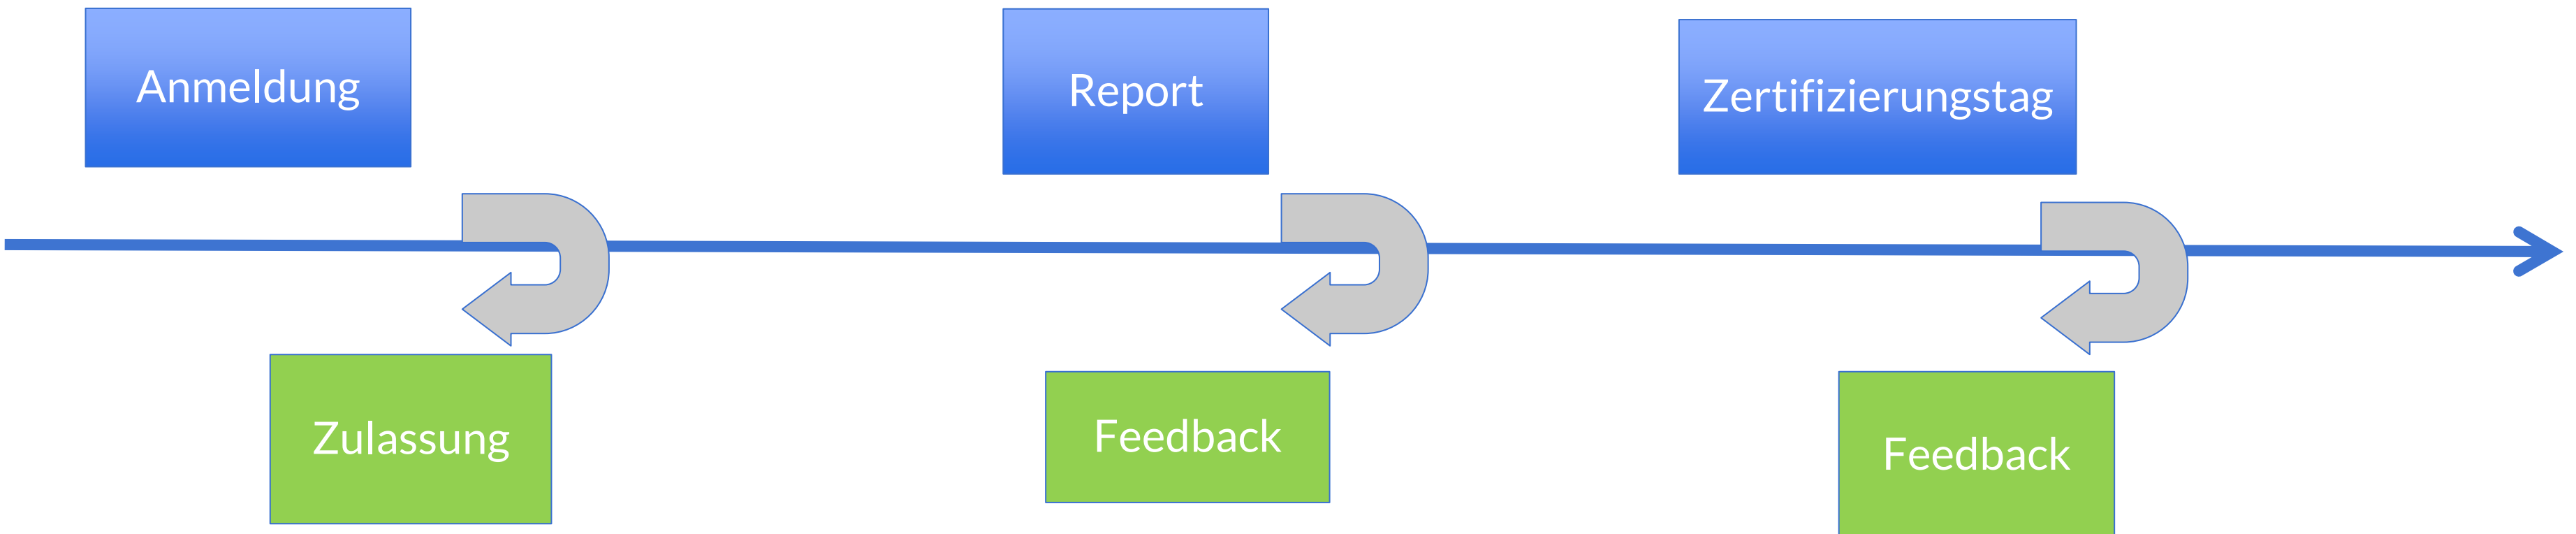 Anmeldung
Report
Zertifizierungstag
Zulassung
Feedback
Feedback